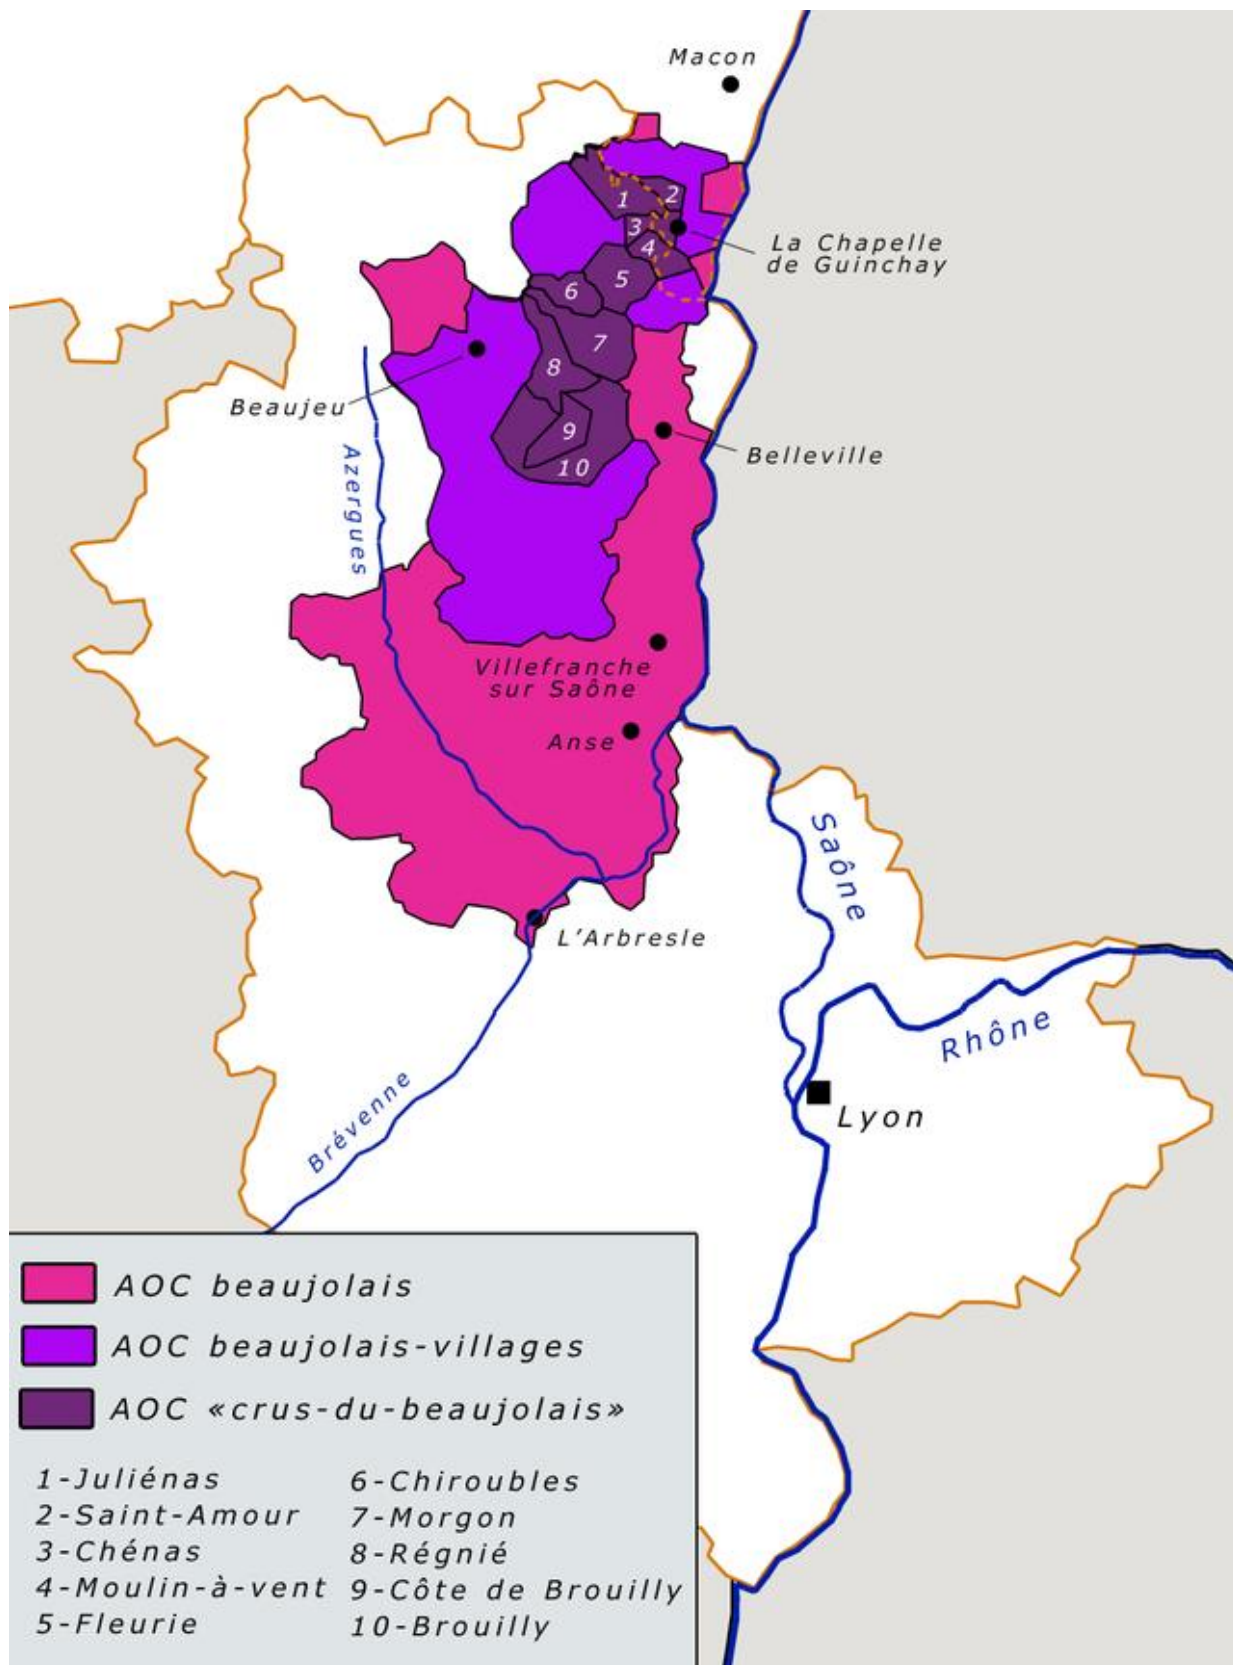 Macon
1
2
3
4
La Chapelle
de Guinchay
5
6
7
8
Beaujeu
9
10
Belleville
Azergues
Villefranche
sur Saône
Anse
Saône
L'Arbresle
Rhône
Brévenne
Lyon
AOC beaujolais
AOC beaujolais-villages
AOC «crus-du-beaujolais»
1-Juliénas
2-Saint-Amour
3-Chénas
4-Moulin-à-vent
5-Fleurie
6-Chiroubles
7-Morgon
8-Régnié
9-Côte de Brouilly
10-Brouilly